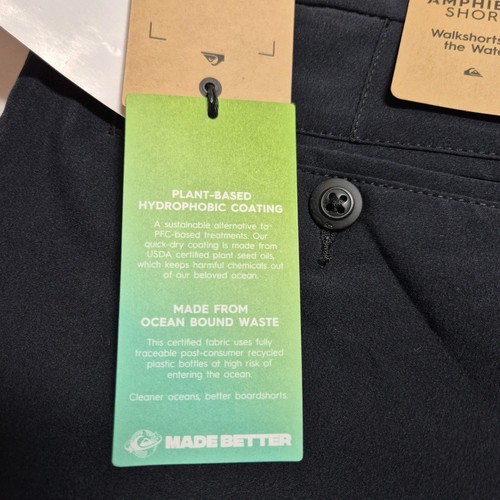 AMPHIB
SHOR
Walkshorts
the Wate
PLANT-BASED
HYDROPHOBIC COATING
A sustainable alternative to
PFC-based treatments. Our
quick-dry coating is made from
USDA certified plant seed oils,
which keeps harmful chemicals out
of our beloved ocean.
MADE FROM
OCEAN BOUND WASTE
This certified fabric uses fully
traceable post-consumer recycled
plastic bottles at high risk of
entering the ocean.
Cleaner oceans, better boardshorts.
MADE BETTER